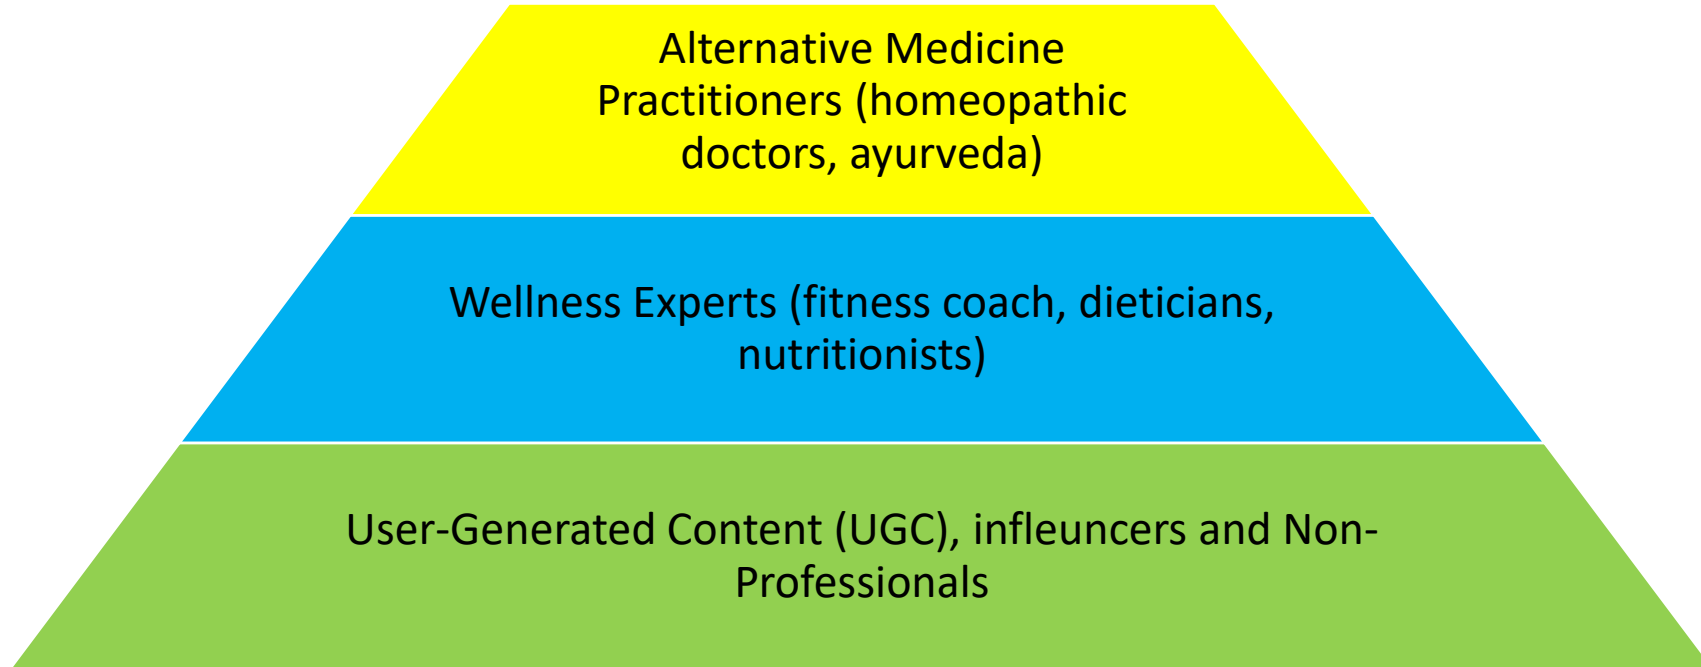 Alternative Medicine
Practitioners (homeopathic
doctors, ayurveda)
Wellness Experts (fitness coach, dieticians,
nutritionists)
User-Generated Content (UGC), infleuncers and Non-
Professionals